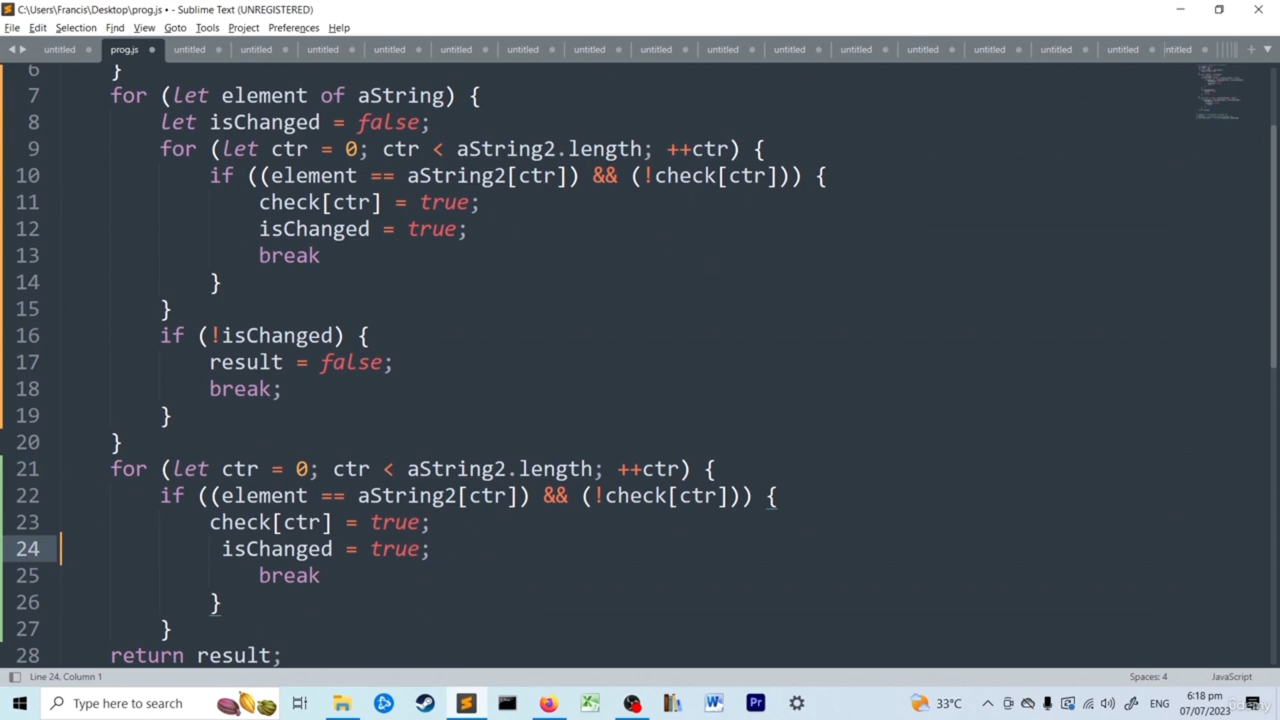 C:\Users\Francis\Desktop\prog.js • - Sublime Text (UNREGISTERED)
File Edit Selection Find View Goto Tools Project Preferences Help
untitled prog.js untitled untitled untitled untitled untitled untitled untitled untitled untitled untitled untitled untitled untitled untitled untitled ntitled
6 }
7 for (let element of aString) {
8 let isChanged = false;
9 for (let ctr = 0; ctr < aString2.length; ++ctr) {
10 if ((element == aString2[ctr]) && (!check[ctr])) {
11 check[ctr] = true;
12 isChanged = true;
13 break
14 }
15 }
16 if (!isChanged) {
17 result = false;
18 break;
19 }
20 }
21 for (let ctr = 0; ctr < aString2.length; ++ctr) {
22 if ((element == aString2[ctr]) && (!check[ctr])) {
23 check[ctr] = true;
24 isChanged = true;
25 break
26 }
27 }
28 return result;
Line 24, Column 1 Spaces: 4 JavaScript
Type here to search 33°C ENG 6:18 pm
07/07/2023
udemy